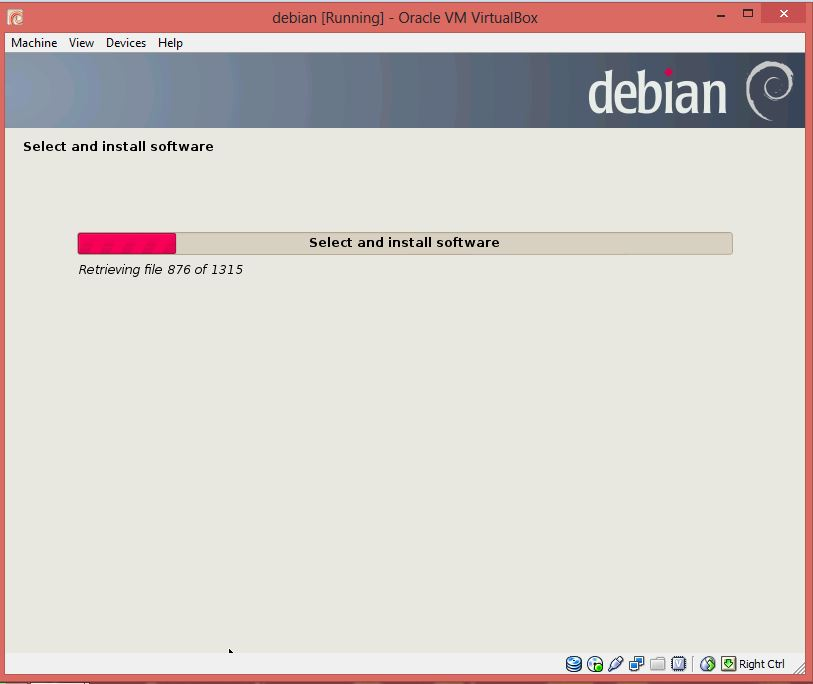 debian [Running] - Oracle VM VirtualBox
Machine View Devices Help
debian
Select and install software
Select and install software
Retrieving file 876 of 1315
Right Ctrl